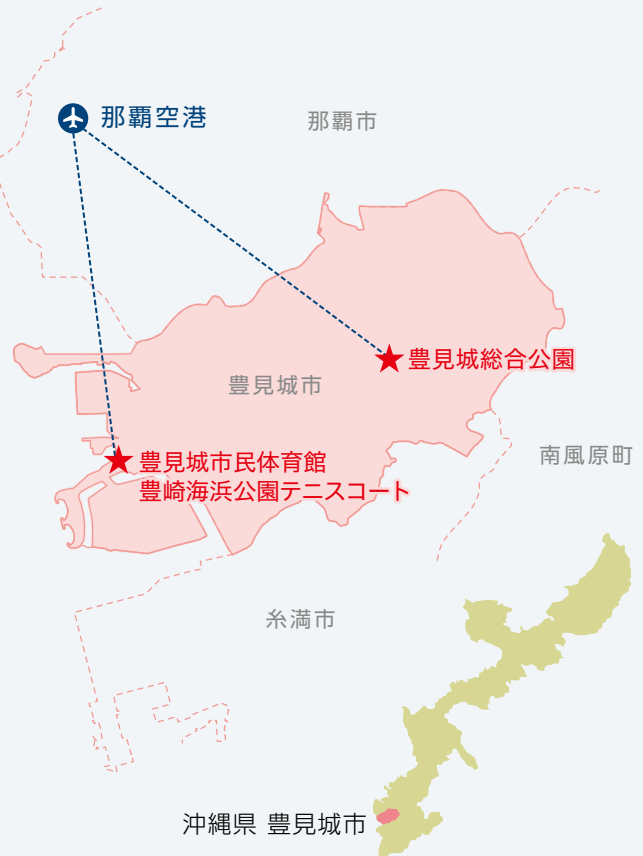 那覇空港
那覇市
豊見城総合公園
豊見城市
豊見城市民体育館
豊崎海浜公園テニスコート
南風原町
糸満市
沖縄県 豊見城市